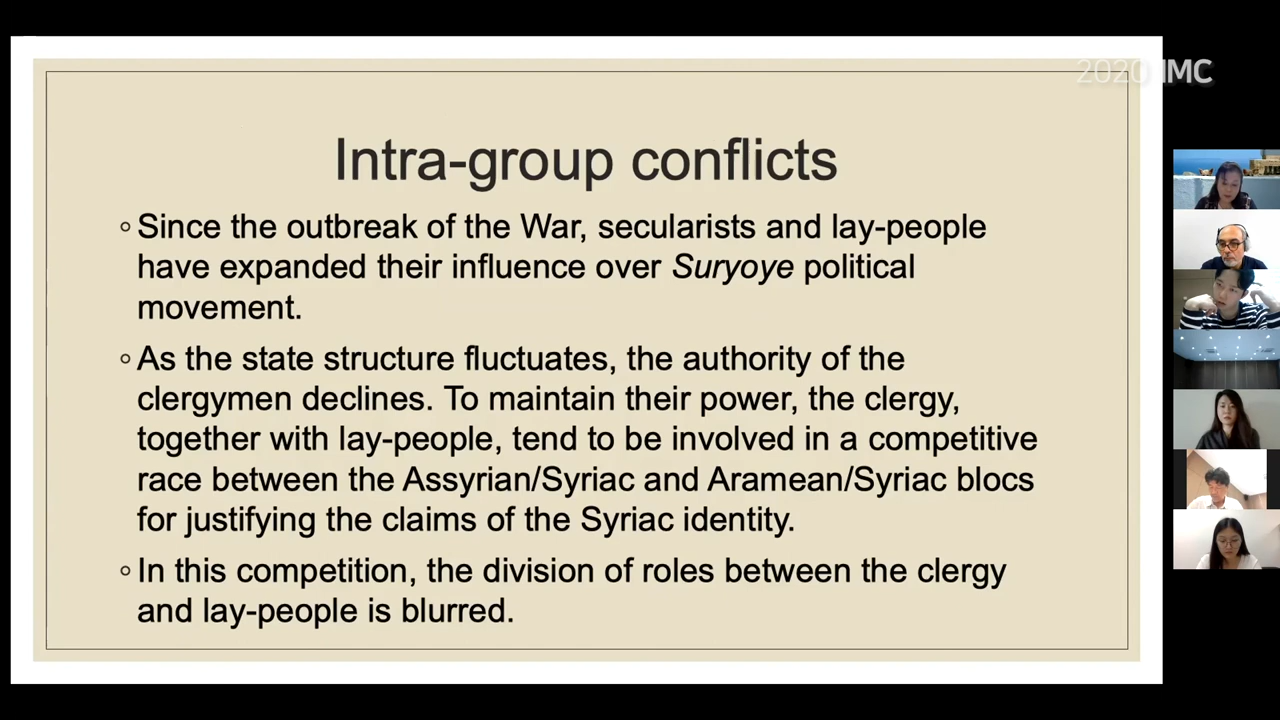 2020 IMC
Intra-group conflicts
◦Since the outbreak of the War, secularists and lay-people
have expanded their influence over Suryoye political
movement.
◦As the state structure fluctuates, the authority of the
clergymen declines. To maintain their power, the clergy,
together with lay-people, tend to be involved in a competitive
race between the Assyrian/Syriac and Aramean/Syriac blocs
for justifying the claims of the Syriac identity.
◦In this competition, the division of roles between the clergy
and lay-people is blurred.